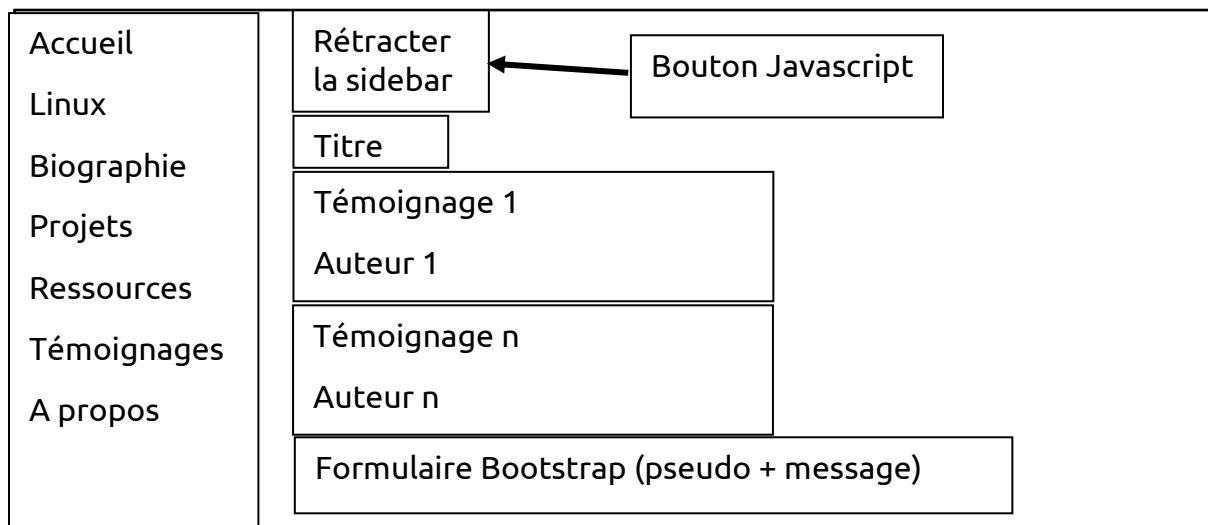 Accueil
Linux
Biographie
Projets
Ressources
Témoignages
A propos
Rétracter
la sidebar
Bouton Javascript
Titre
Témoignage 1
Auteur 1
Témoignage n
Auteur n
Formulaire Bootstrap (pseudo + message)